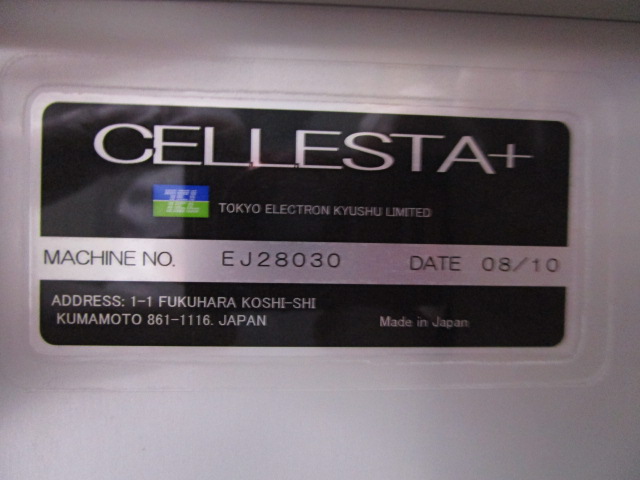 CELLESTA+
TEL TOKYO ELECTRON KYUSHU LIMITED
MACHINE NO. EJ28030 DATE 08/10
ADDRESS: 1-1 FUKUHARA KOSHI-SHI
KUMAMOTO 861-1116. JAPAN Made in Japan